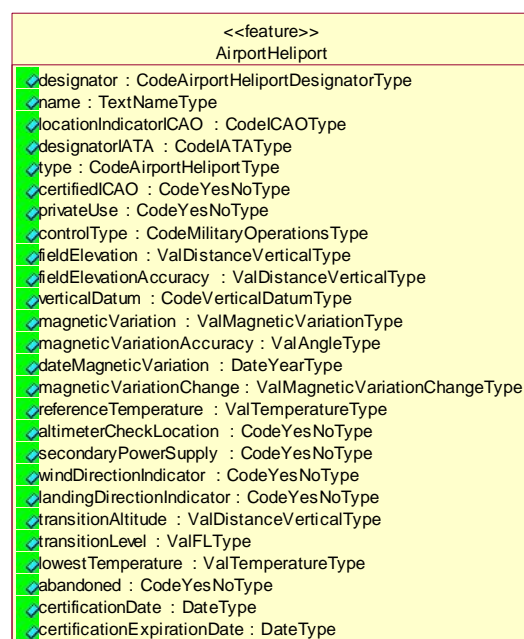 <<feature>>
AirportHeliport
designator : CodeAirportHeliportDesignatorType
name : TextNameType
locationIndicatorICAO : CodeICAOType
designatorIATA : CodeIATAType
type : CodeAirportHeliportType
certifiedICAO : CodeYesNoType
privateUse : CodeYesNoType
controlType : CodeMilitaryOperationsType
fieldElevation : ValDistanceVerticalType
fieldElevationAccuracy : ValDistanceVerticalType
verticalDatum : CodeVerticalDatumType
magneticVariation : ValMagneticVariationType
magneticVariationAccuracy : ValAngleType
dateMagneticVariation : DateYearType
magneticVariationChange : ValMagneticVariationChangeType
referenceTemperature : ValTemperatureType
altimeterCheckLocation : CodeYesNoType
secondaryPowerSupply : CodeYesNoType
windDirectionIndicator : CodeYesNoType
landingDirectionIndicator : CodeYesNoType
transitionAltitude : ValDistanceVerticalType
transitionLevel : ValFLType
lowestTemperature : ValTemperatureType
abandoned : CodeYesNoType
certificationDate : DateType
certificationExpirationDate : DateType